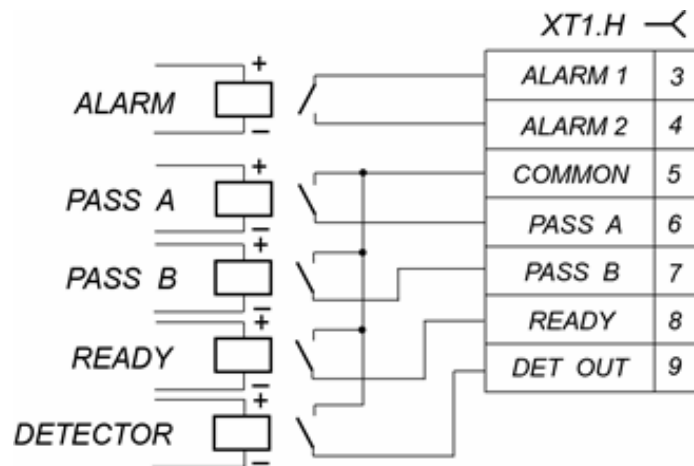 XT1.H
+
ALARM
−
ALARM 1 3
ALARM 2 4
+
PASS A
−
COMMON 5
PASS A 6
+
PASS B
−
PASS B 7
+
READY
−
READY 8
+
DETECTOR
−
DET OUT 9